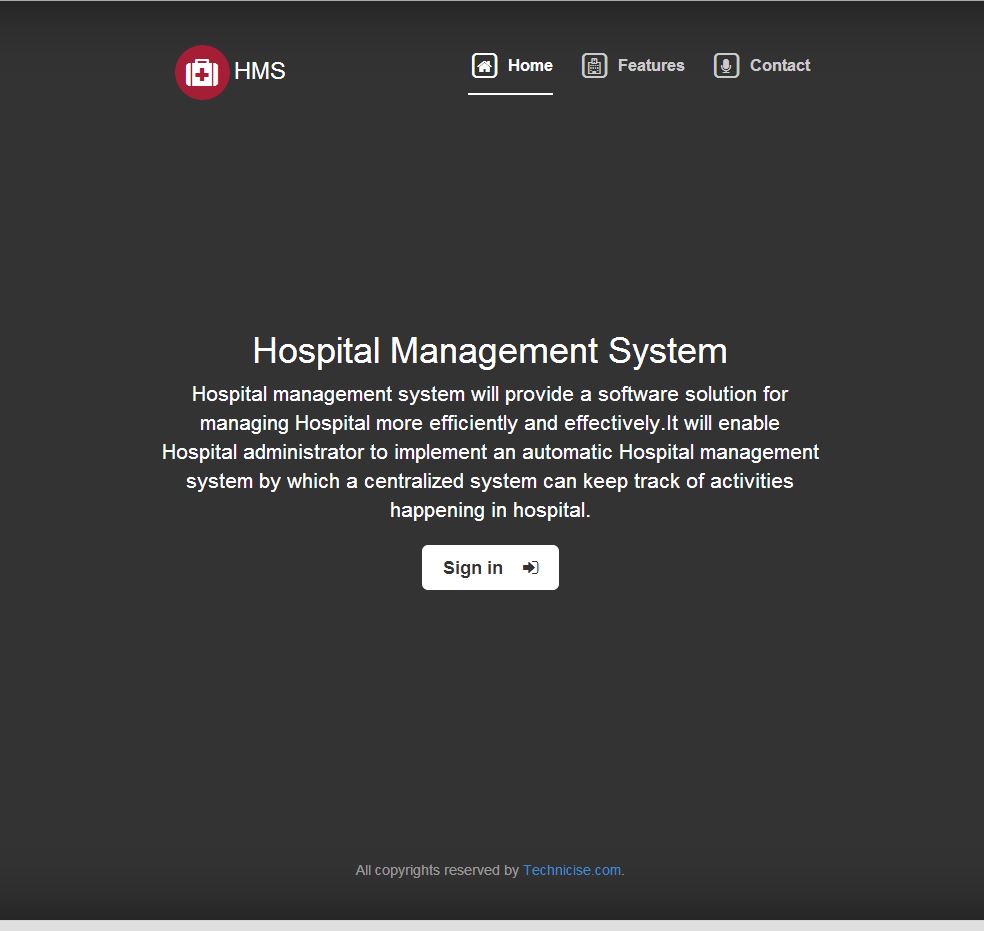 HMS
Home
Features
Contact
Hospital Management System
Hospital management system will provide a software solution for
managing Hospital more efficiently and effectively.It will enable
Hospital administrator to implement an automatic Hospital management
system by which a centralized system can keep track of activities
happening in hospital.
Sign in
All copyrights reserved by Technicise.com.